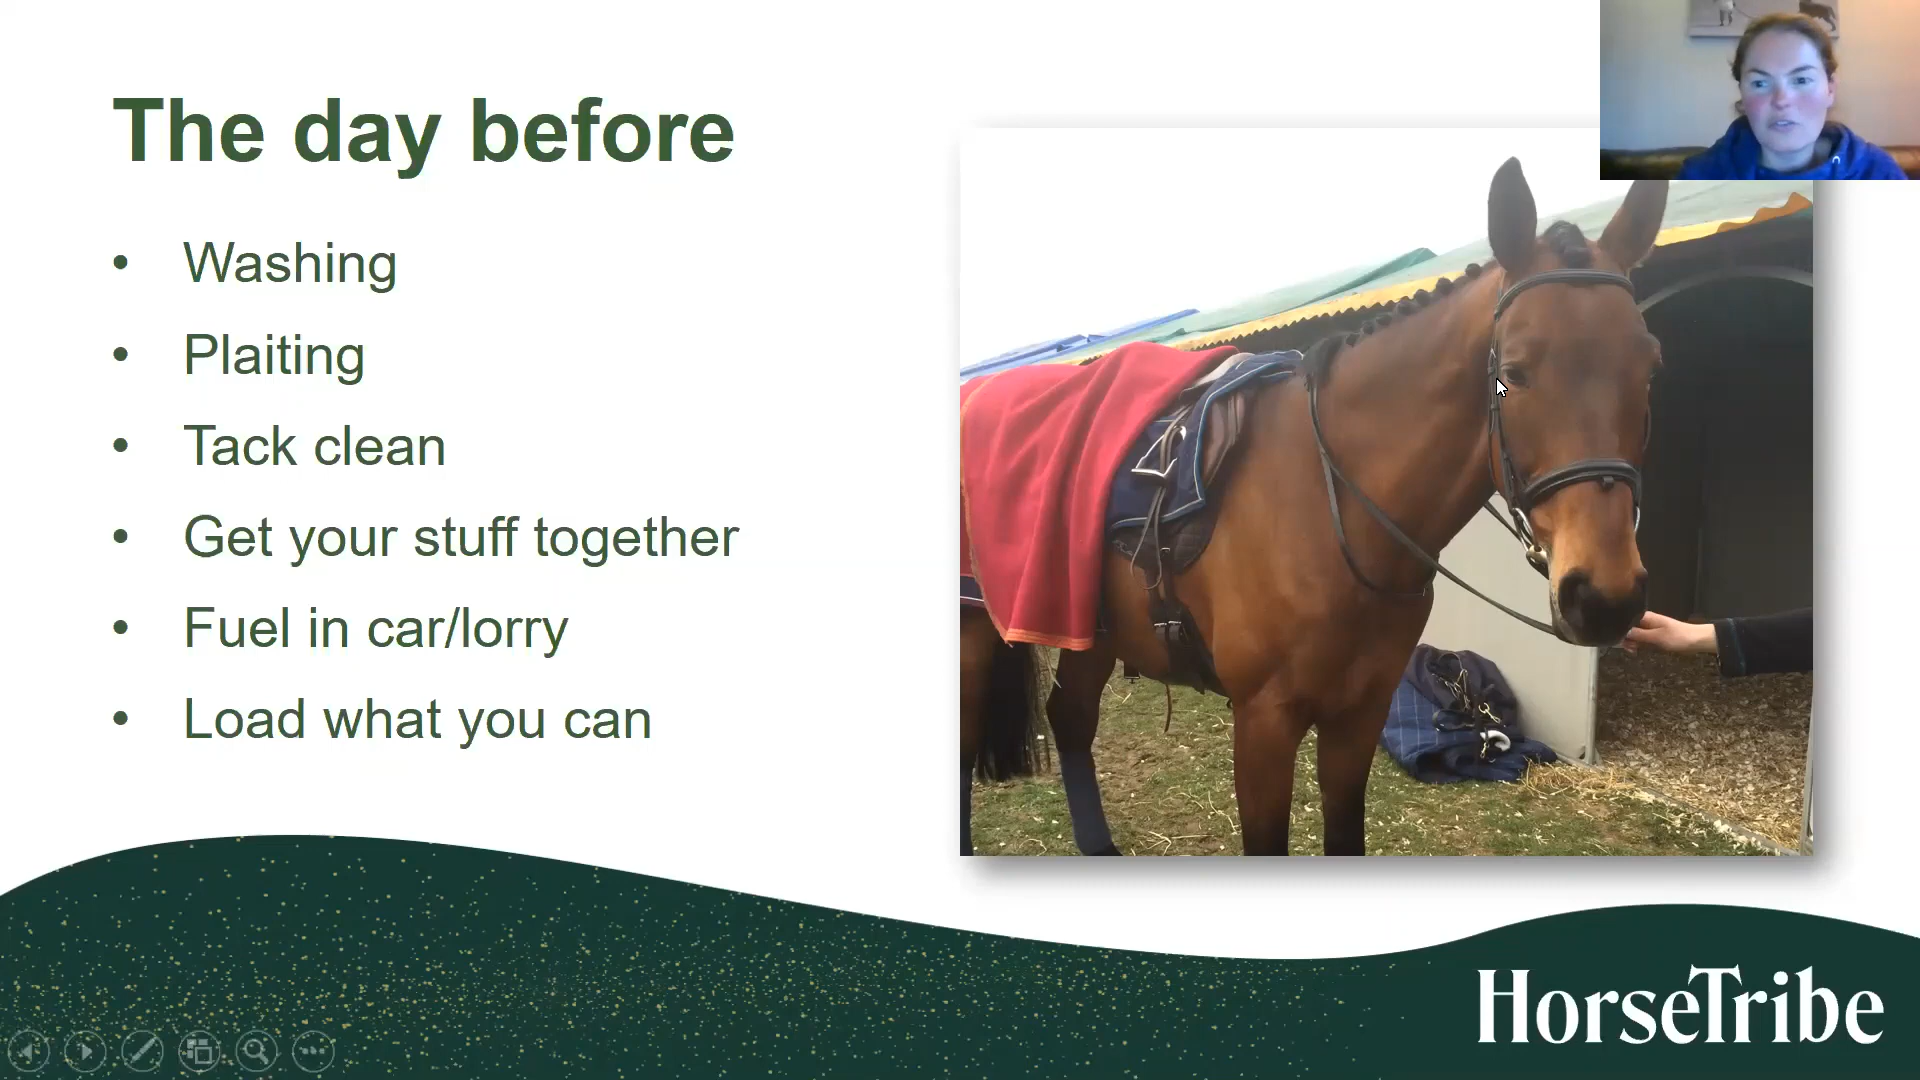 The day before
• Washing
• Plaiting
• Tack clean
• Get your stuff together
• Fuel in car/lorry
• Load what you can
HorseTribe